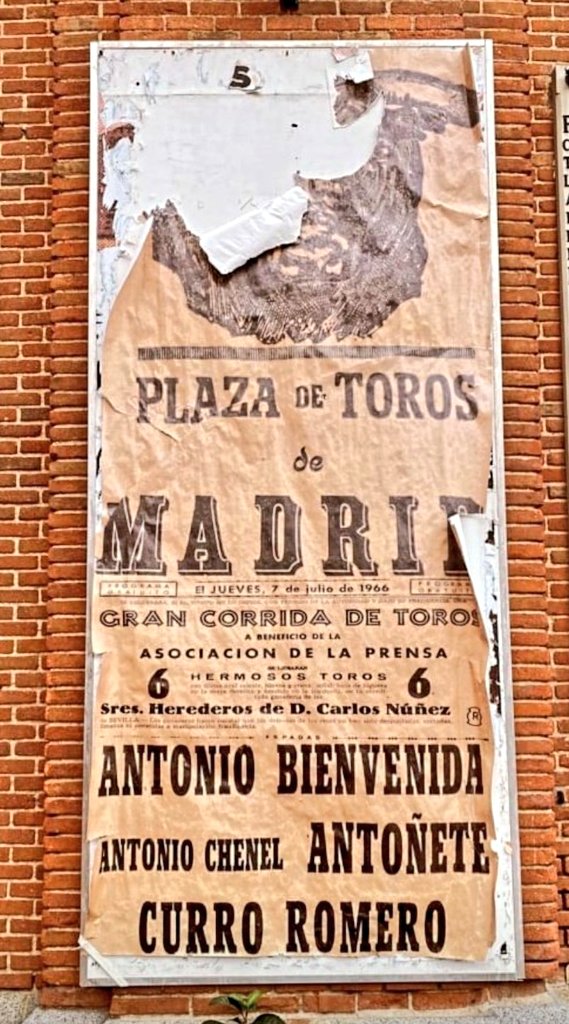 5
PLAZA DE TOROS
de
MADRID
PROGRAMA GRATUITO
El JUEVES, 7 de julio de 1966
PROGRAMA GRATUITO
GRAN CORRIDA DE TOROS
A BENEFICIO DE LA
ASOCIACION DE LA PRENSA
SE LIDIARAN
6 HERMOSOS TOROS 6
Sres. Herederos de D. Carlos Núñez
ESPADAS
ANTONIO BIENVENIDA
ANTONIO CHENEL ANTOÑETE
CURRO ROMERO